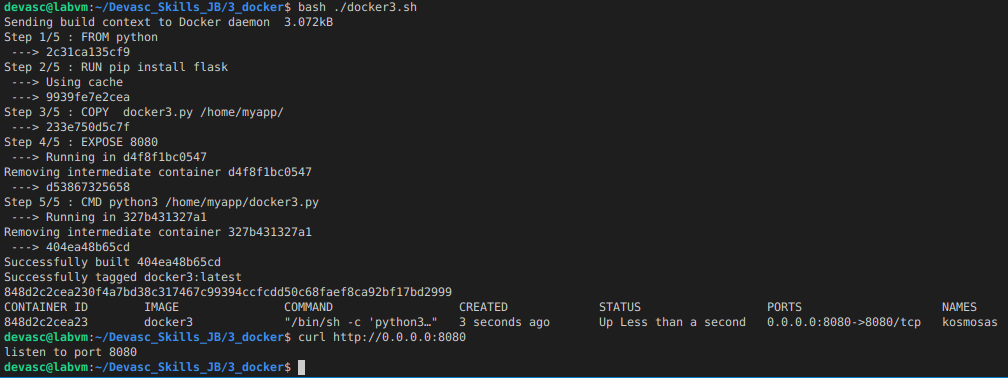 devasc@labvm:~/Devasc_Skills_JB/3_docker$ bash ./docker3.sh
Sending build context to Docker daemon  3.072kB
Step 1/5 : FROM python
 ---> 2c31ca135cf9
Step 2/5 : RUN pip install flask
 ---> Using cache
 ---> 9939fe7e2cea
Step 3/5 : COPY  docker3.py /home/myapp/
 ---> 233e750d5c7f
Step 4/5 : EXPOSE 8080
 ---> Running in d4f8f1bc0547
Removing intermediate container d4f8f1bc0547
 ---> d53867325658
Step 5/5 : CMD python3 /home/myapp/docker3.py
 ---> Running in 327b431327a1
Removing intermediate container 327b431327a1
 ---> 404ea48b65cd
Successfully built 404ea48b65cd
Successfully tagged docker3:latest
848d2c2cea230f4a7bd38c317467c99394ccfcdd50c68faef8ca92bf17bd2999
CONTAINER ID        IMAGE               COMMAND                  CREATED             STATUS                  PORTS                    NAMES
848d2c2cea23        docker3             "/bin/sh -c 'python3…"   3 seconds ago       Up Less than a second   0.0.0.0:8080->8080/tcp   kosmosas
devasc@labvm:~/Devasc_Skills_JB/3_docker$ curl http://0.0.0.0:8080
listen to port 8080
devasc@labvm:~/Devasc_Skills_JB/3_docker$